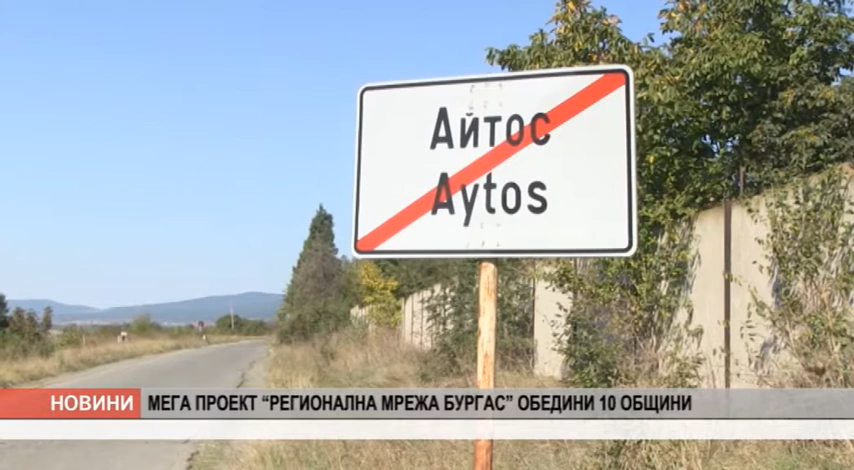 Айтос
Aytos
НОВИНИ МЕГА ПРОЕКТ “РЕГИОНАЛНА МРЕЖА БУРГАС” ОБЕДИНИ 10 ОБЩИНИ